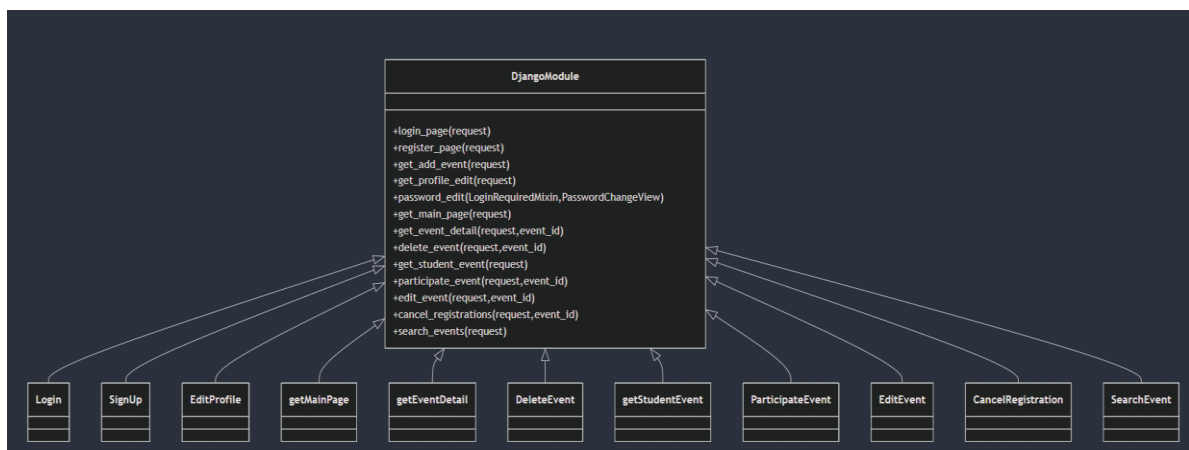 DjangoModule
+login_page(request)
+register_page(request)
+get_add_event(request)
+get_profile_edit(request)
+password_edit(LoginRequiredMixin,PasswordChangeView)
+get_main_page(request)
+get_event_detail(request,event_id)
+delete_event(request,event_id)
+get_student_event(request)
+participate_event(request,event_id)
+edit_event(request,event_id)
+cancel_registrations(request,event_id)
+search_events(request)
Login
SignUp
EditProfile
getMainPage
getEventDetail
DeleteEvent
getStudentEvent
ParticipateEvent
EditEvent
CancelRegistration
SearchEvent